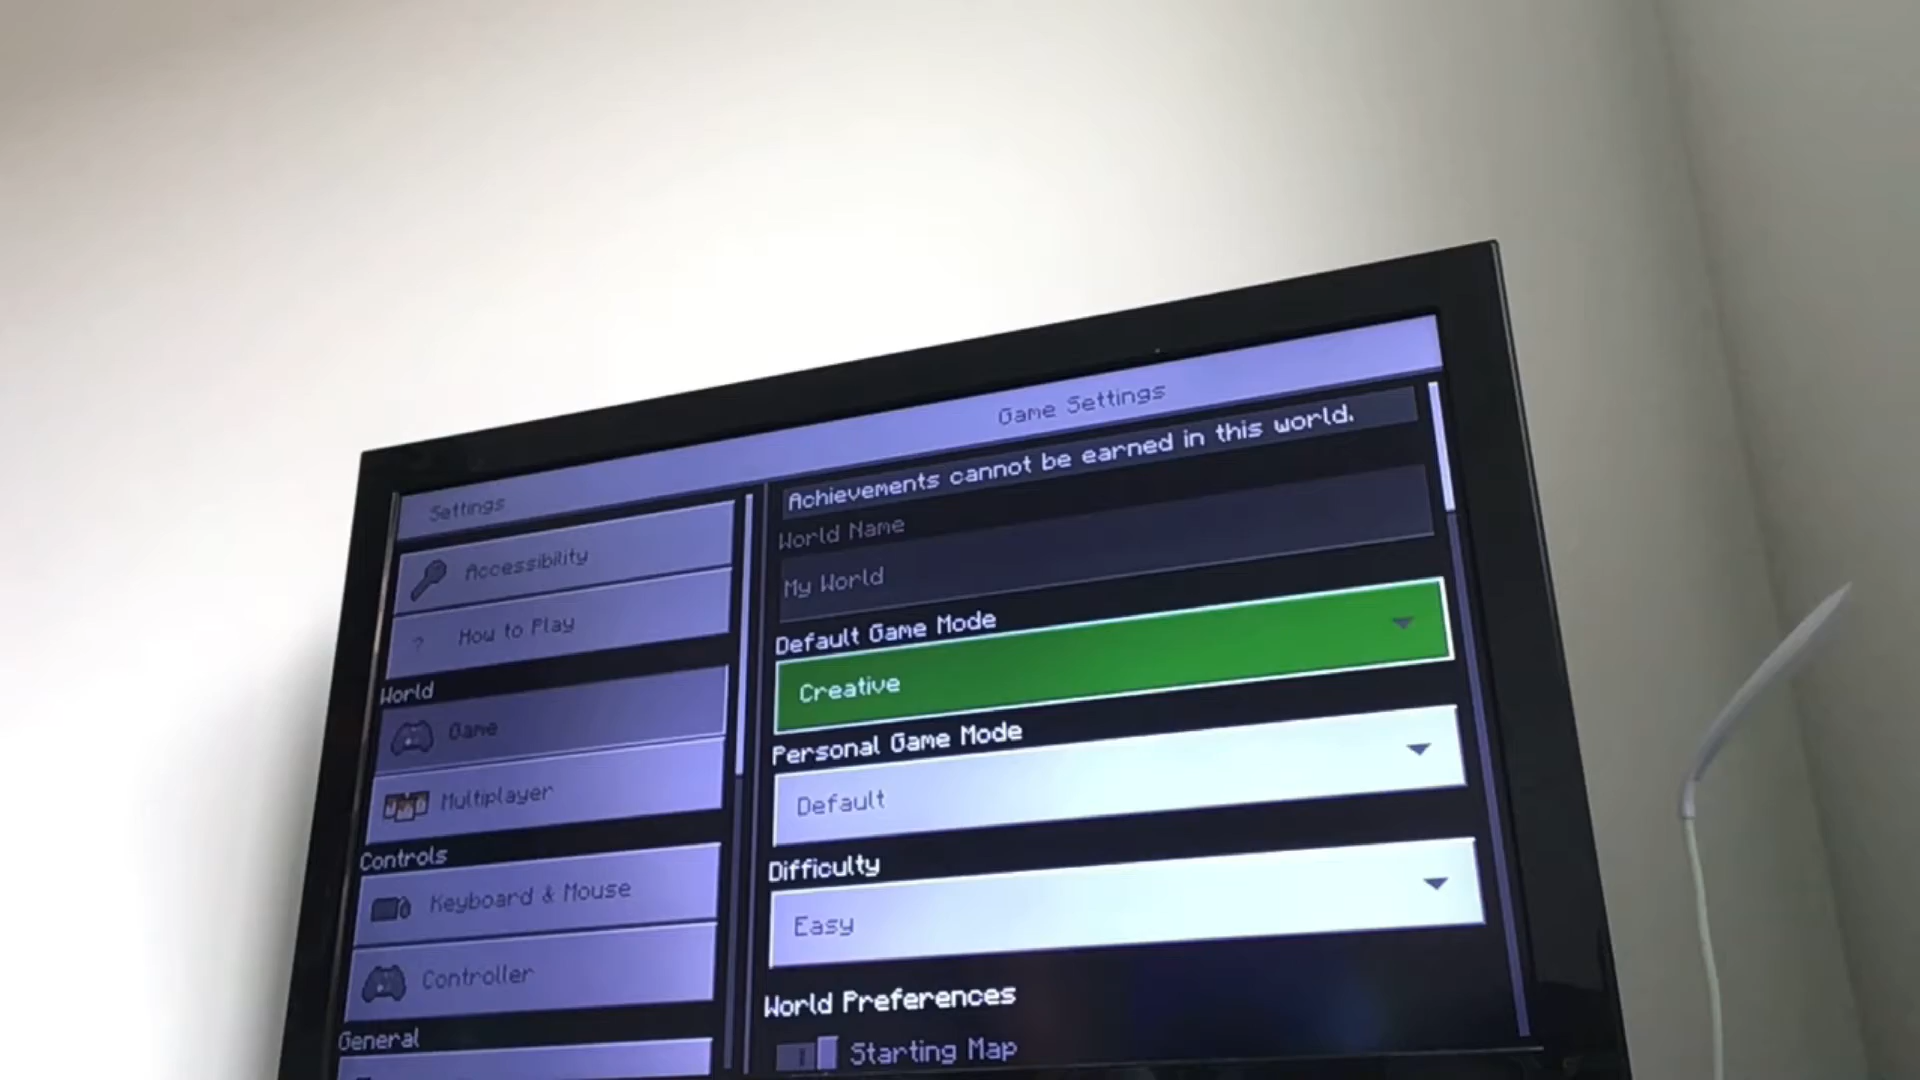 Settings
Accessibility
? How to Play
World
Game
Multiplayer
Controls
Keyboard & Mouse
Controller
General
Game Settings
Achievements cannot be earned in this world.
World Name
My World
Default Game Mode
Creative
Personal Game Mode
Default
Difficulty
Easy
World Preferences
Starting Map